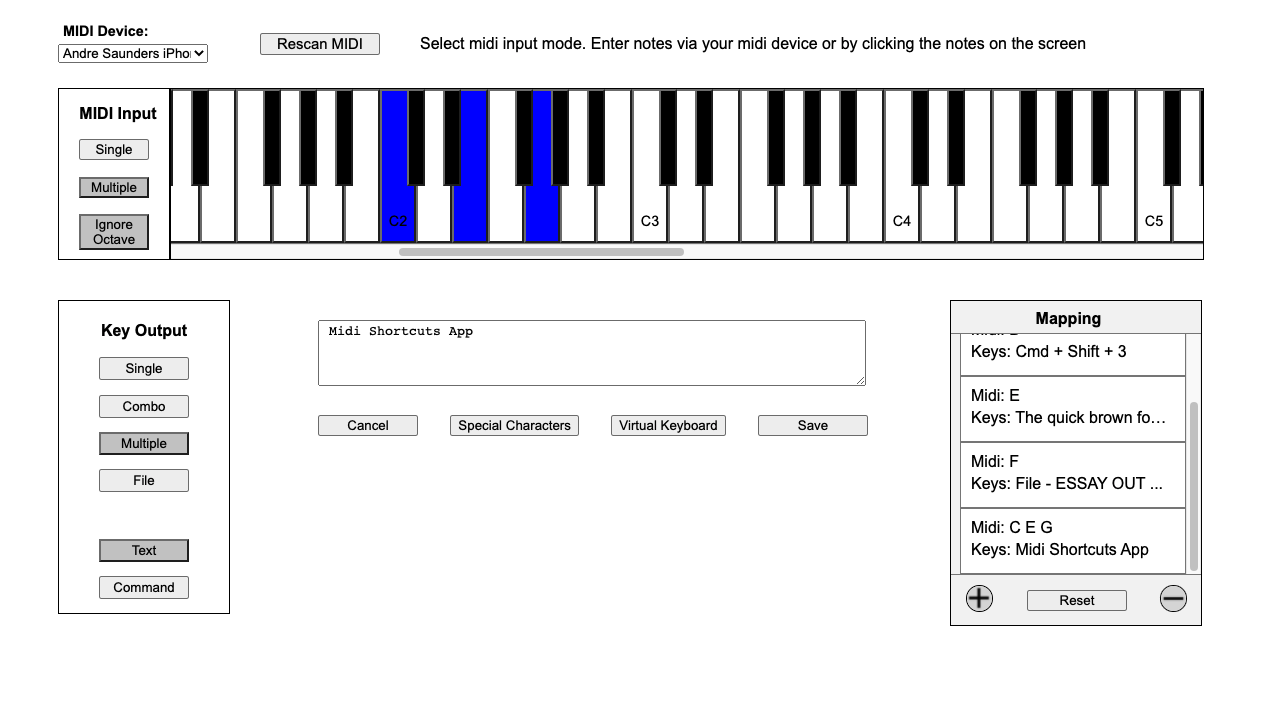 MIDI Device:
Andre Saunders iPho
Rescan MIDI
Select midi input mode. Enter notes via your midi device or by clicking the notes on the screen
MIDI Input
Single
Multiple
Ignore
Octave
C2
C3
C4
C5
Key Output
Single
Combo
Multiple
File
Text
Command
Midi Shortcuts App
Cancel
Special Characters
Virtual Keyboard
Save
Mapping
Keys: Cmd + Shift + 3
Midi: E
Keys: The quick brown fo…
Midi: F
Keys: File - ESSAY OUT ...
Midi: C E G
Keys: Midi Shortcuts App
Reset